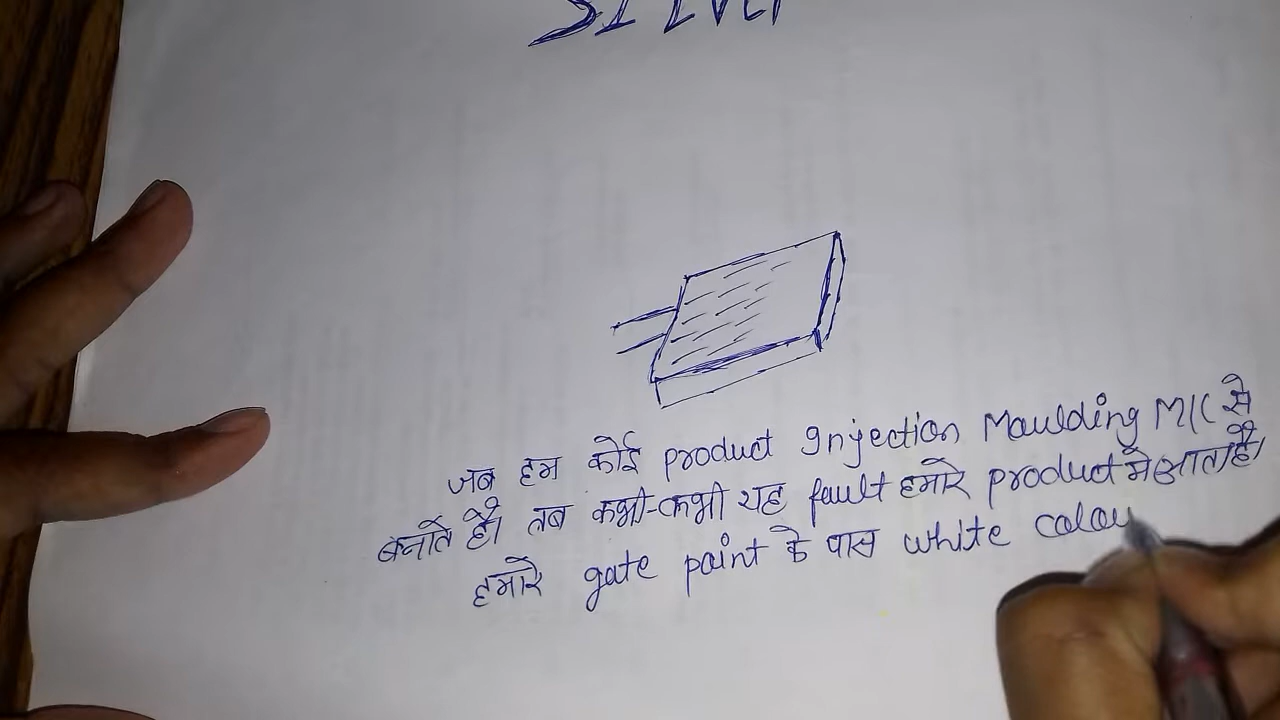 जब हम कोई product Injection Moulding M/C से
बनाते है। तब कभी-कभी यह fault हमारे product मे आता है।
हमारे gate point के पास white colou